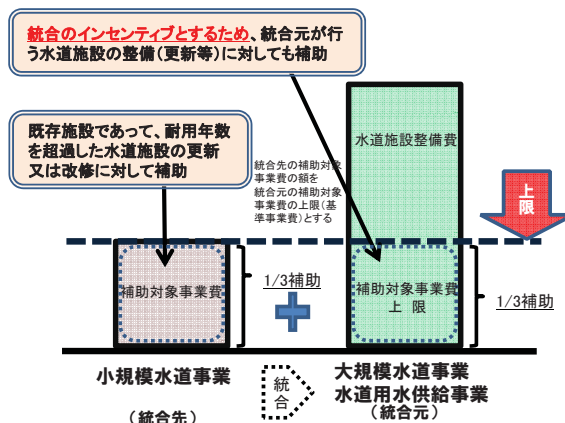 統合のインセンティブとするため、統合元が行
う水道施設の整備(更新等)に対しても補助
既存施設であって、耐用年数
を超過した水道施設の更新
又は改修に対して補助
水道施設整備費
統合先の補助対象
事業費の額を
統合元の補助対象
事業費の上限(基
準事業費)とする
上限
補助対象事業費
1/3補助
補助対象事業費
上 限
1/3補助
小規模水道事業
(統合先)
統合
大規模水道事業
水道用水供給事業
(統合元)